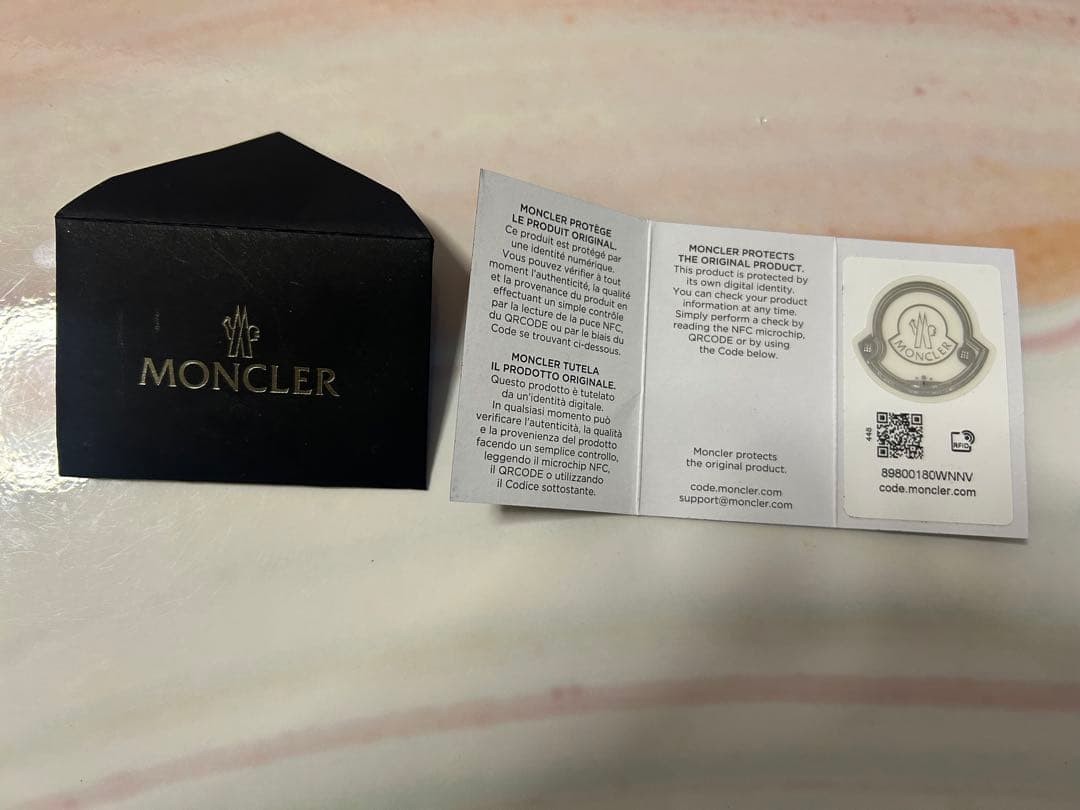 MONCLER
MONCLER PROTÈGE
LE PRODUIT ORIGINAL.
Ce produit est protégé par
une identité numérique.
Vous pouvez vérifier à tout
moment l'authenticité, la qualité
et la provenance du produit en
effectuant un simple contrôle
par la lecture de la puce NFC,
du QRCODE ou par le biais du
Code se trouvant ci-dessous.
MONCLER TUTELA
IL PRODOTTO ORIGINALE.
Questo prodotto è tutelato
da un'identità digitale.
In qualsiasi momento può
verificare l'autenticità, la qualità
e la provenienza del prodotto
facendo un semplice controllo,
leggendo il microchip NFC,
il QRCODE o utilizzando
il Codice sottostante.
MONCLER PROTECTS
THE ORIGINAL PRODUCT.
This product is protected by
its own digital identity.
You can check your product
information at any time.
Simply perform a check by
reading the NFC microchip,
QRCODE or by using
the Code below.
Moncler protects
the original product.
code.moncler.com
support@moncler.com
MONCLER
448
RFID
89800180WNNV
code.moncler.com